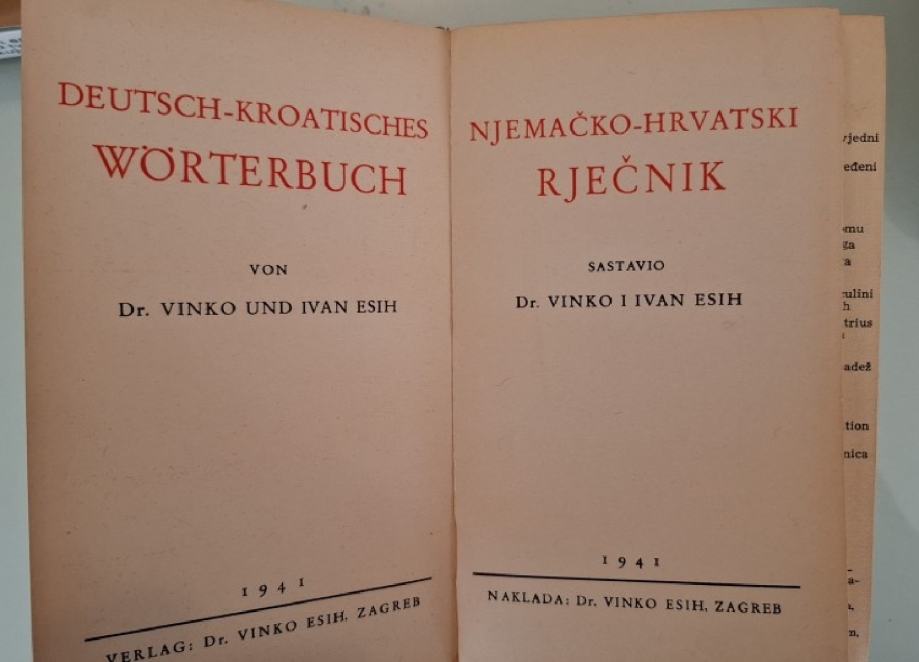 DEUTSCH-KROATISCHES
WÖRTERBUCH
VON
Dr. VINKO UND IVAN ESIH
1941
VERLAG: Dr. VINKO ESIH, ZAGREB
NJEMAČKO-HRVATSKI
RJEČNIK
SASTAVIO
Dr. VINKO I IVAN ESIH
1941
NAKLADA: Dr. VINKO ESIH, ZAGREB